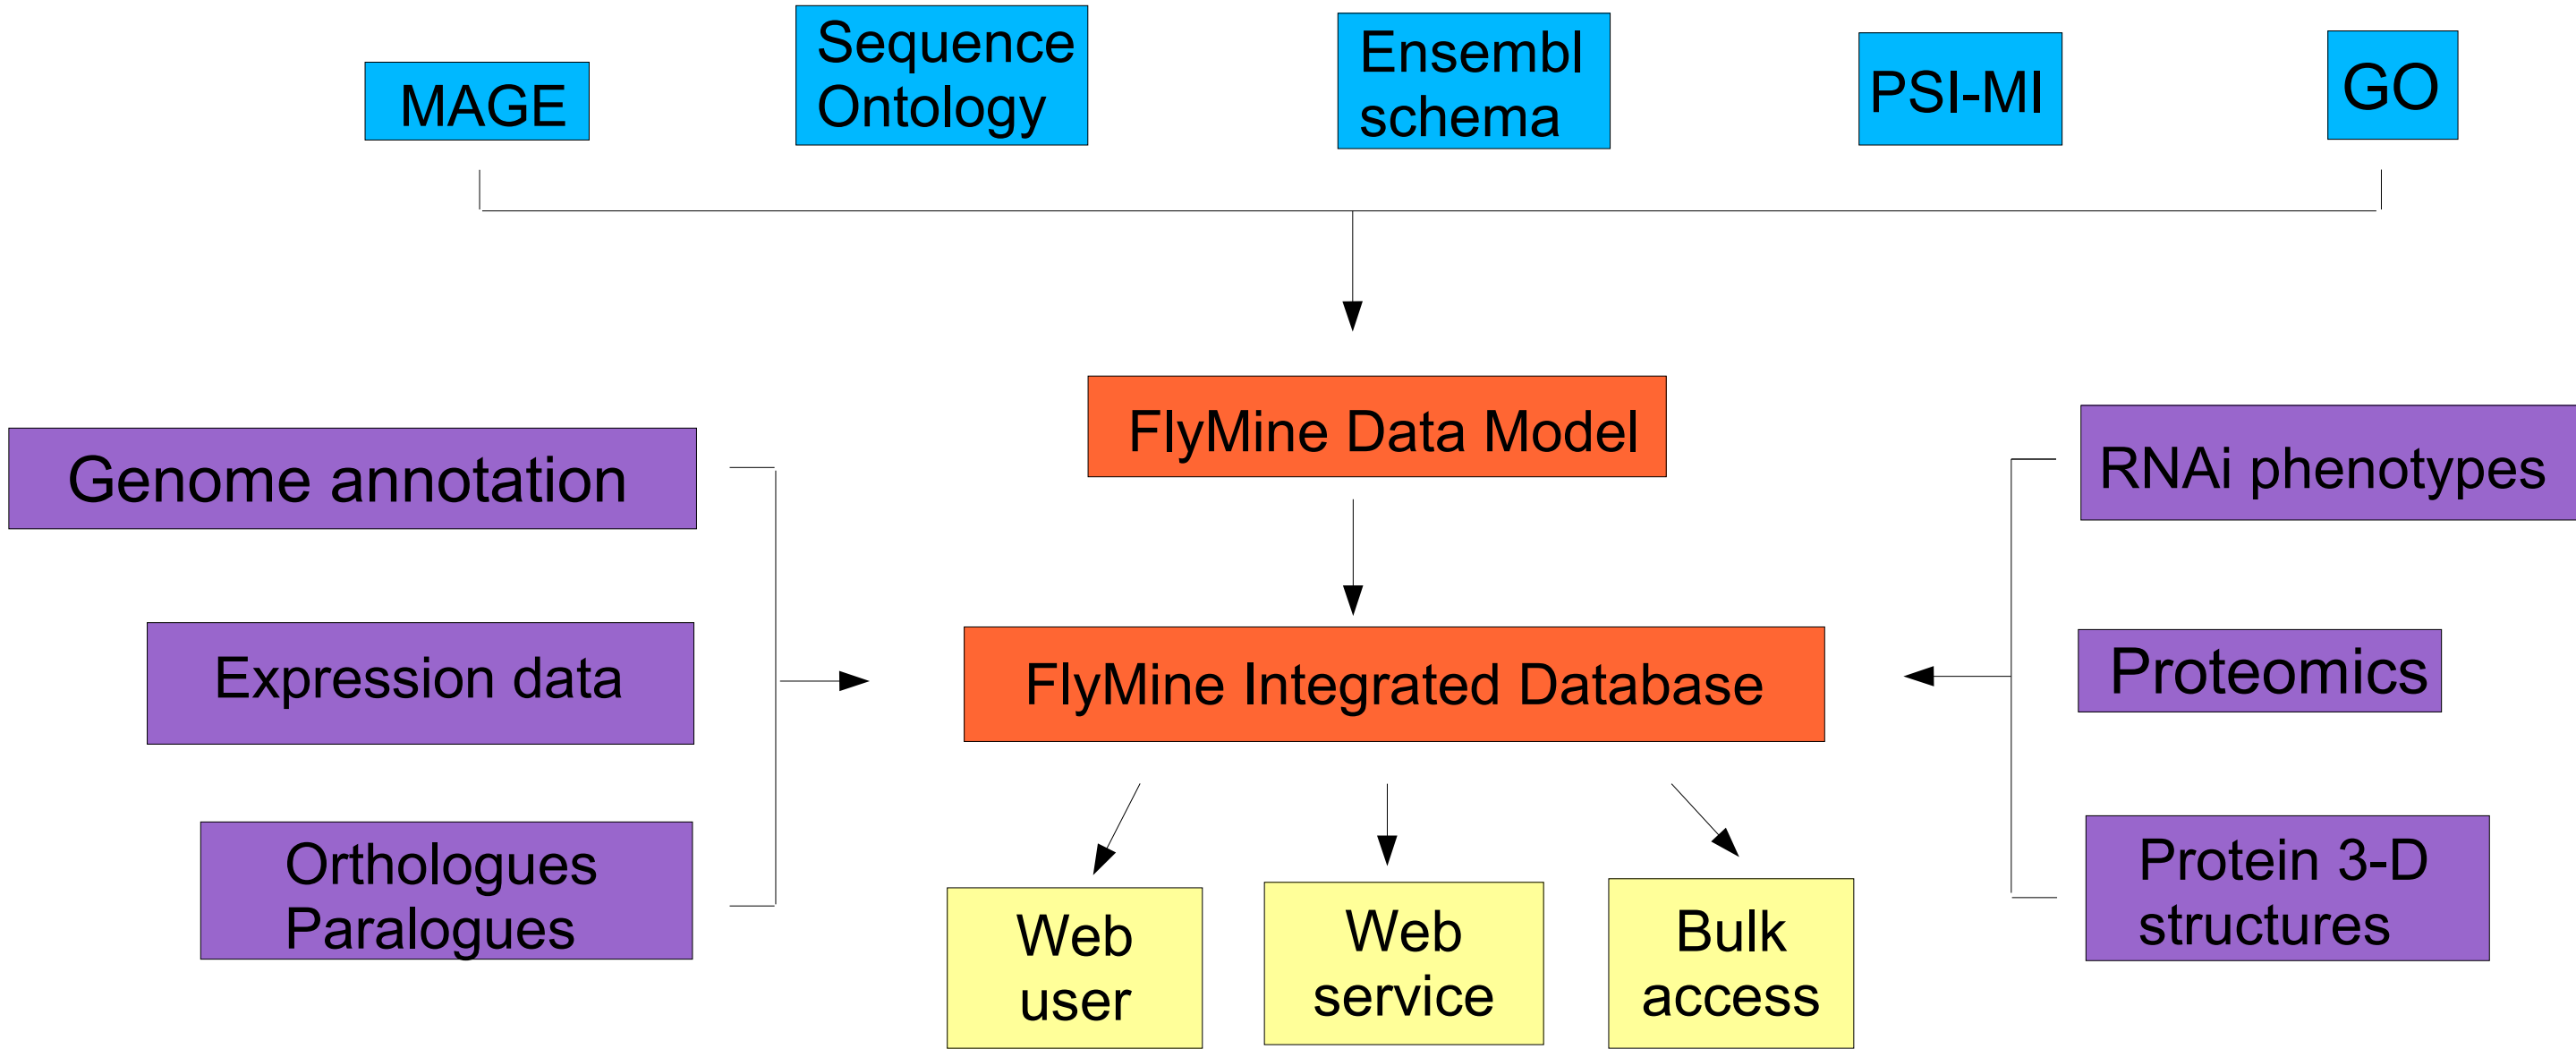 MAGE
Sequence
Ontology
Ensembl
schema
PSI-MI
GO
FlyMine Data Model
Genome annotation
RNAi phenotypes
Expression data
FlyMine Integrated Database
Proteomics
Orthologues
Paralogues
Protein 3-D
structures
Web
user
Web
service
Bulk
access